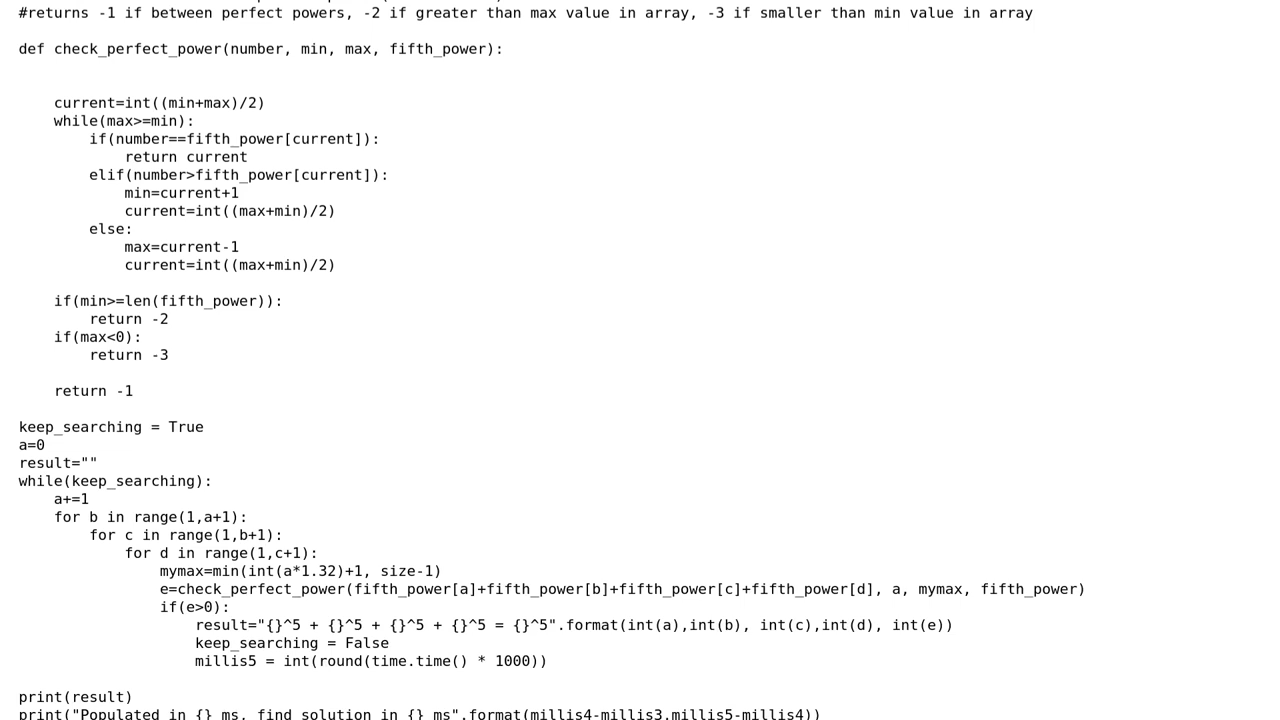 #returns -1 if between perfect powers, -2 if greater than max value in array, -3 if smaller than min value in array

def check_perfect_power(number, min, max, fifth_power):


    current=int((min+max)/2)
    while(max>=min):
        if(number==fifth_power[current]):
            return current
        elif(number>fifth_power[current]):
            min=current+1
            current=int((max+min)/2)
        else:
            max=current-1
            current=int((max+min)/2)

    if(min>=len(fifth_power)):
        return -2
    if(max<0):
        return -3

    return -1

keep_searching = True
a=0
result=""
while(keep_searching):
    a+=1
    for b in range(1,a+1):
        for c in range(1,b+1):
            for d in range(1,c+1):
                mymax=min(int(a*1.32)+1, size-1)
                e=check_perfect_power(fifth_power[a]+fifth_power[b]+fifth_power[c]+fifth_power[d], a, mymax, fifth_power)
                if(e>0):
                    result="{}^5 + {}^5 + {}^5 + {}^5 = {}^5".format(int(a),int(b), int(c),int(d), int(e))
                    keep_searching = False
                    millis5 = int(round(time.time() * 1000))

print(result)
print("Populated in {} ms, find solution in {} ms".format(millis4-millis3,millis5-millis4))